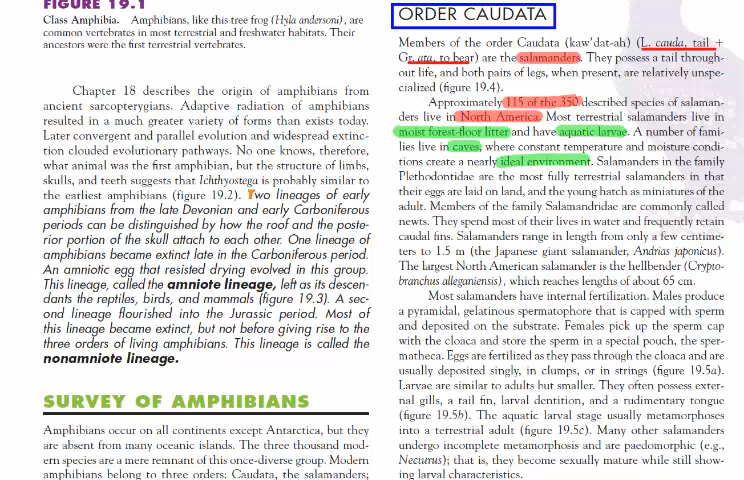 FIGURE 19.1
Class Amphibia. Amphibians, like this tree frog (Hyla andersoni), are
common vertebrates in most terrestrial and freshwater habitats. Their
ancestors were the first terrestrial vertebrates.
Chapter 18 describes the origin of amphibians from
ancient sarcopterygians. Adaptive radiation of amphibians
resulted in a much greater variety of forms than exists today.
Later convergent and parallel evolution and widespread extinc-
tion clouded evolutionary pathways. No one knows, therefore,
what animal was the first amphibian, but the structure of limbs,
skulls, and teeth suggests that Ichthyostega is probably similar to
the earliest amphibians (figure 19.2). Two lineages of early
amphibians from the late Devonian and early Carboniferous
periods can be distinguished by how the roof and the poste-
rior portion of the skull attach to each other. One lineage of
amphibians became extinct late in the Carboniferous period.
An amniotic egg that resisted drying evolved in this group.
This lineage, called the amniote lineage, left as its descen-
dants the reptiles, birds, and mammals (figure 19.3). A sec-
ond lineage flourished into the Jurassic period. Most of
this lineage became extinct, but not before giving rise to the
three orders of living amphibians. This lineage is called the
nonamniote lineage.
SURVEY OF AMPHIBIANS
Amphibians occur on all continents except Antarctica, but they
are absent from many oceanic islands. The three thousand mod-
ern species are a mere remnant of this once-diverse group. Modern
amphibians belong to three orders: Caudata, the salamanders;
ORDER CAUDATA
Members of the order Caudata (kaw'dat-ah) (L. cauda, tail +
Gr. ata, to bear) are the salamanders. They possess a tail through-
out life, and both pairs of legs, when present, are relatively unspe-
cialized (figure 19.4).
Approximately 115 of the 350 described species of salaman-
ders live in North America. Most terrestrial salamanders live in
moist forest-floor litter and have aquatic larvae. A number of fami-
lies live in caves, where constant temperature and moisture condi-
tions create a nearly ideal environment. Salamanders in the family
Plethodontidae are the most fully terrestrial salamanders in that
their eggs are laid on land, and the young hatch as miniatures of the
adult. Members of the family Salamandridae are commonly called
newts. They spend most of their lives in water and frequently retain
caudal fins. Salamanders range in length from only a few centime-
ters to 1.5 m (the Japanese giant salamander, Andrias japonicus).
The largest North American salamander is the hellbender (Crypto-
branchus alleganiensis), which reaches lengths of about 65 cm.
Most salamanders have internal fertilization. Males produce
a pyramidal, gelatinous spermatophore that is capped with sperm
and deposited on the substrate. Females pick up the sperm cap
with the cloaca and store the sperm in a special pouch, the sper-
matheca. Eggs are fertilized as they pass through the cloaca and are
usually deposited singly, in clumps, or in strings (figure 19.5a).
Larvae are similar to adults but smaller. They often possess exter-
nal gills, a tail fin, larval dentition, and a rudimentary tongue
(figure 19.5b). The aquatic larval stage usually metamorphoses
into a terrestrial adult (figure 19.5c). Many other salamanders
undergo incomplete metamorphosis and are paedomorphic (e.g.,
Necturus); that is, they become sexually mature while still show-
ing larval characteristics.